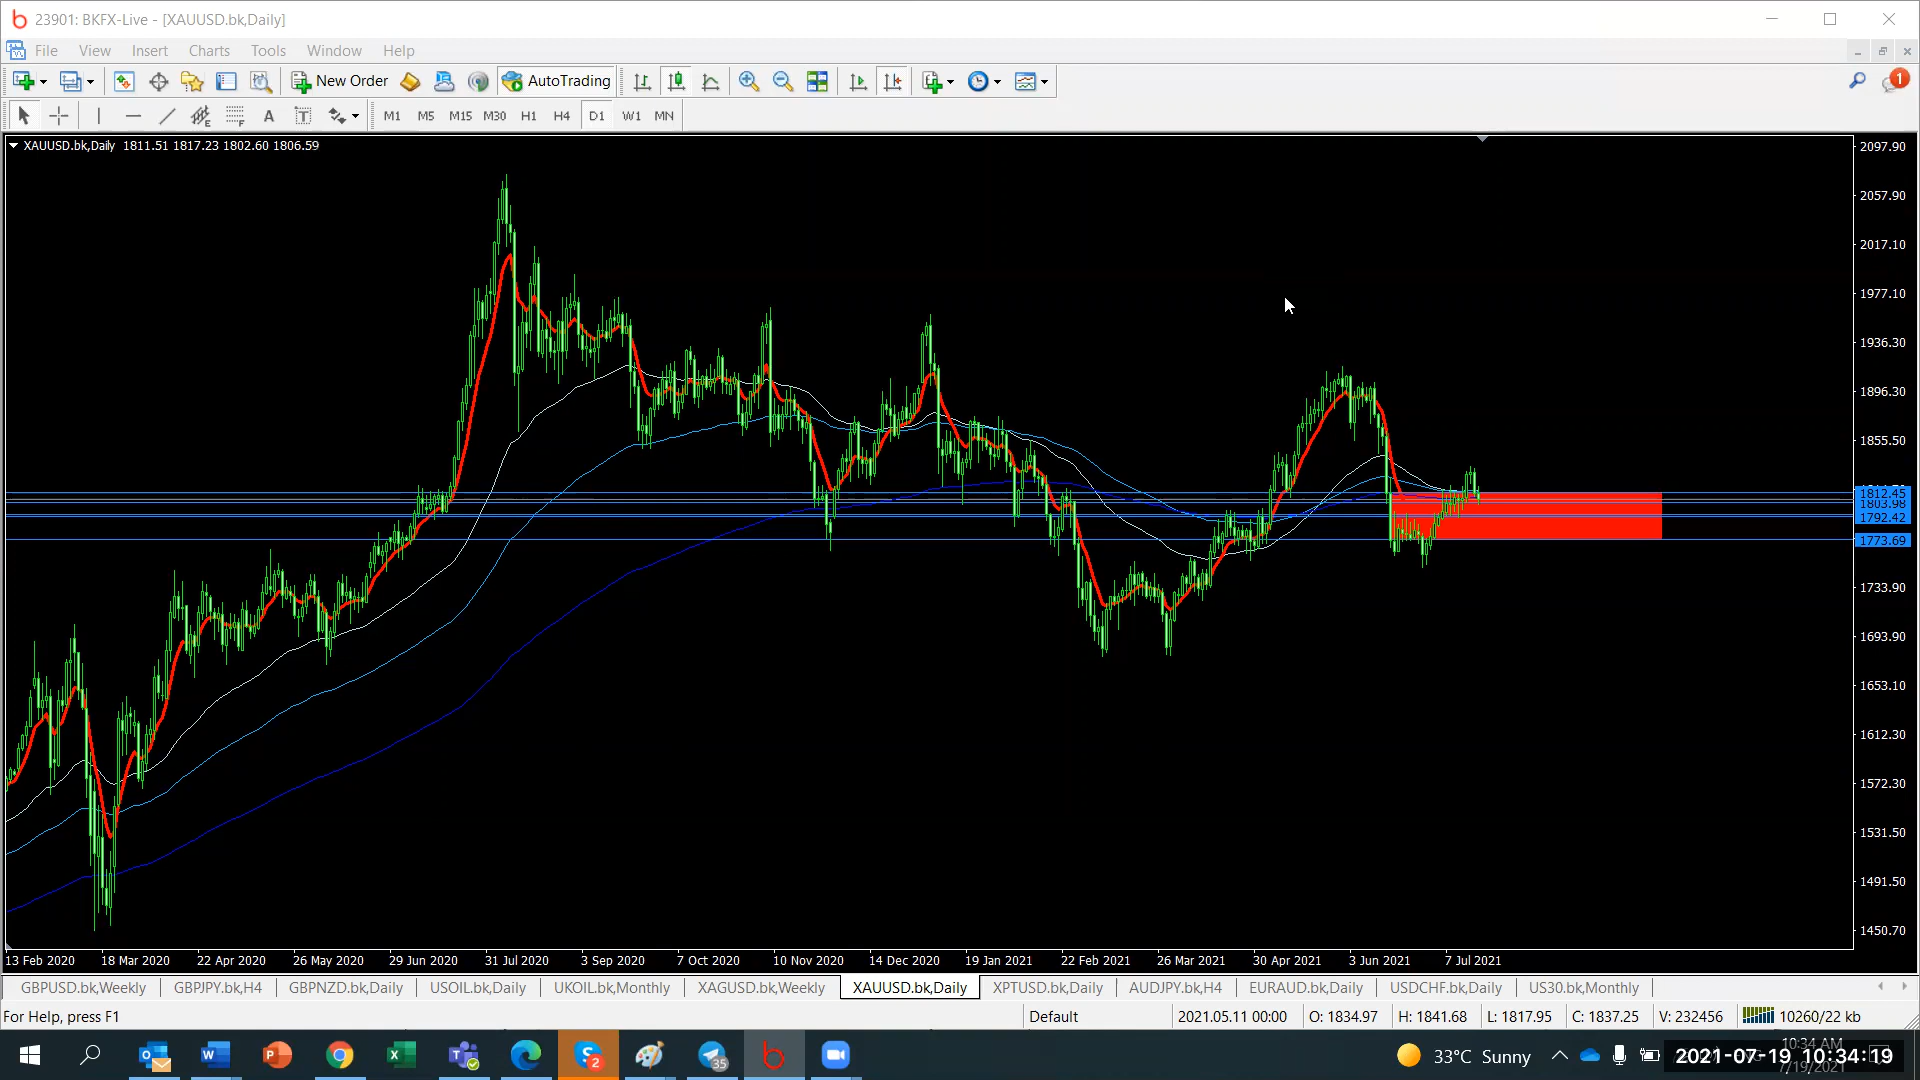 23901: BKFX-Live - [XAUUSD.bk,Daily]
File View Insert Charts Tools Window Help
New Order AutoTrading 1
A T M1 M5 M15 M30 H1 H4 D1 W1 MN
XAUUSD.bk,Daily 1811.51 1817.23 1802.60 1806.59
2097.90
2057.90
2017.10
1977.10
1936.30
1896.30
1855.50
1812.45
1803.98
1792.42
1773.69
1733.90
1693.90
1653.10
1612.30
1572.30
1531.50
1491.50
1450.70
13 Feb 2020 18 Mar 2020 22 Apr 2020 26 May 2020 29 Jun 2020 31 Jul 2020 3 Sep 2020 7 Oct 2020 10 Nov 2020 14 Dec 2020 19 Jan 2021 22 Feb 2021 26 Mar 2021 30 Apr 2021 3 Jun 2021 7 Jul 2021
GBPUSD.bk,Weekly GBPJPY.bk,H4 GBPNZD.bk,Daily USOIL.bk,Daily UKOIL.bk,Monthly XAGUSD.bk,Weekly XAUUSD.bk,Daily XPTUSD.bk,Daily AUDJPY.bk,H4 EURAUD.bk,Daily USDCHF.bk,Daily US30.bk,Monthly
For Help, press F1 Default 2021.05.11 00:00 O: 1834.97 H: 1841.68 L: 1817.95 C: 1837.25 V: 232456 10260/22 kb
2 35 33°C Sunny 10:34 AM
2021-07-19 10:34:19
7/19/2021